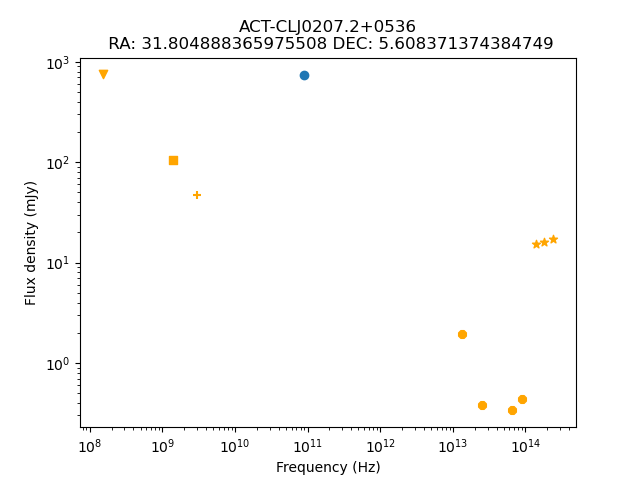 ACT-CLJ0207.2+0536
RA: 31.804888365975508 DEC: 5.608371374384749
Flux density (mJy)
10³
10²
10¹
10⁰
10⁸ 10⁹ 10¹⁰ 10¹¹ 10¹² 10¹³ 10¹⁴
Frequency (Hz)